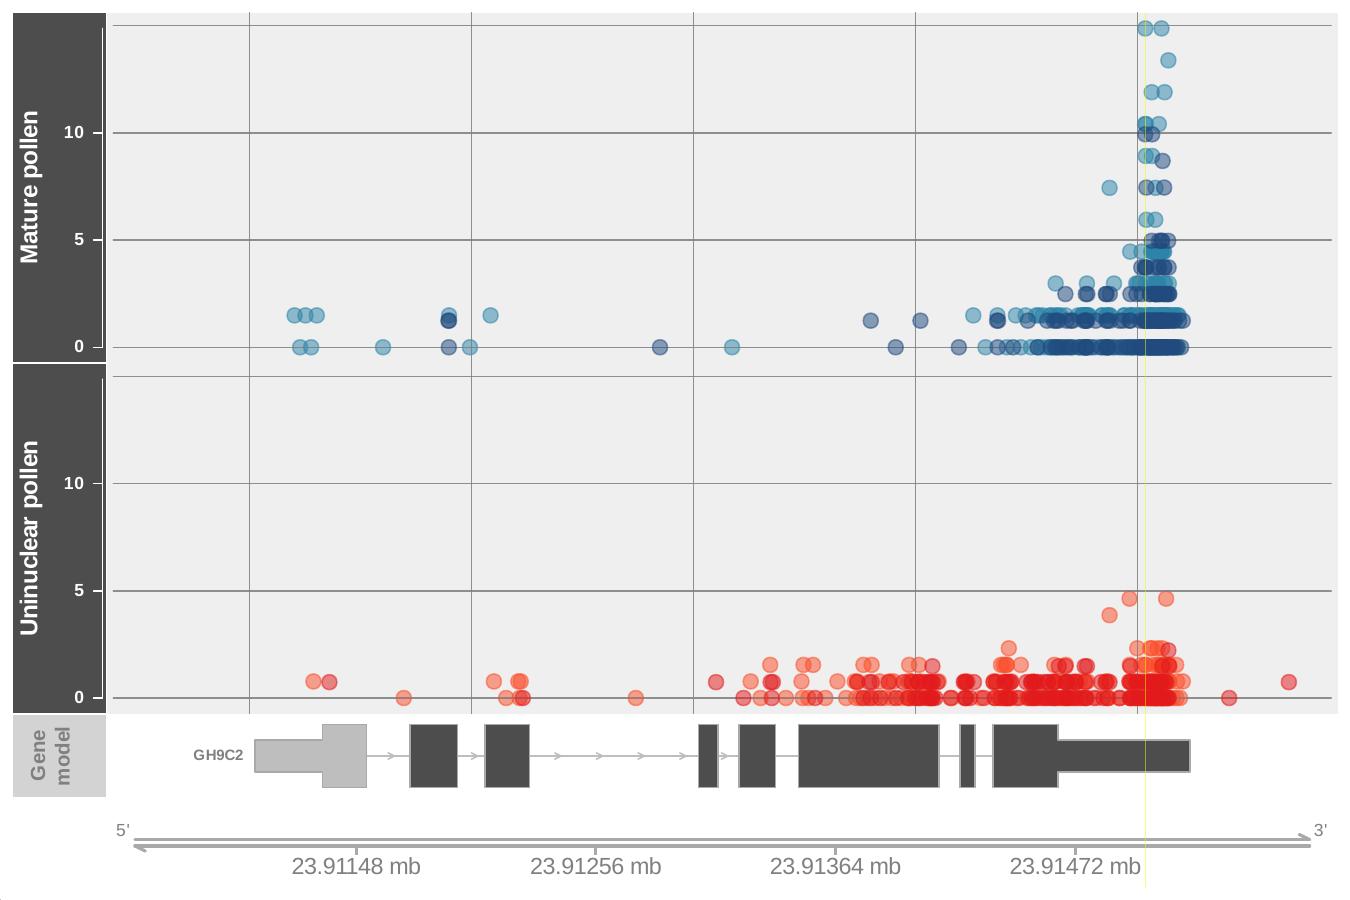 Mature pollen
10
5
0
Uninuclear pollen
10
5
0
Gene
model
GH9C2
5'
3'
23.91148 mb
23.91256 mb
23.91364 mb
23.91472 mb